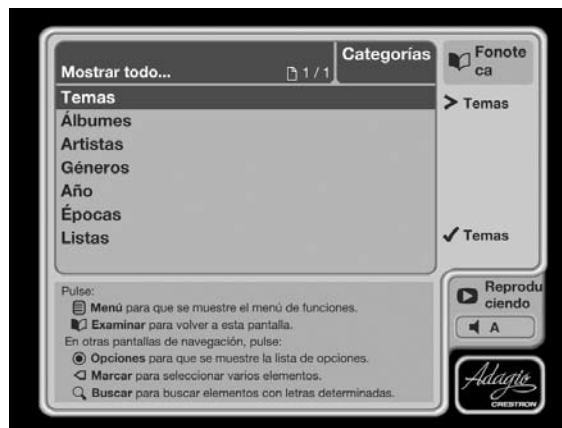 Categorías
Mostrar todo... 1 / 1
Temas
Álbumes
Artistas
Géneros
Año
Épocas
Listas
Fonote
ca
Temas
Temas
Pulse:
Menú para que se muestre el menú de funciones.
Examinar para volver a esta pantalla.
En otras pantallas de navegación, pulse:
Opciones para que se muestre la lista de opciones.
Marcar para seleccionar varios elementos.
Buscar para buscar elementos con letras determinadas.
Reprodu
ciendo
A
Adagio
CRESTRON